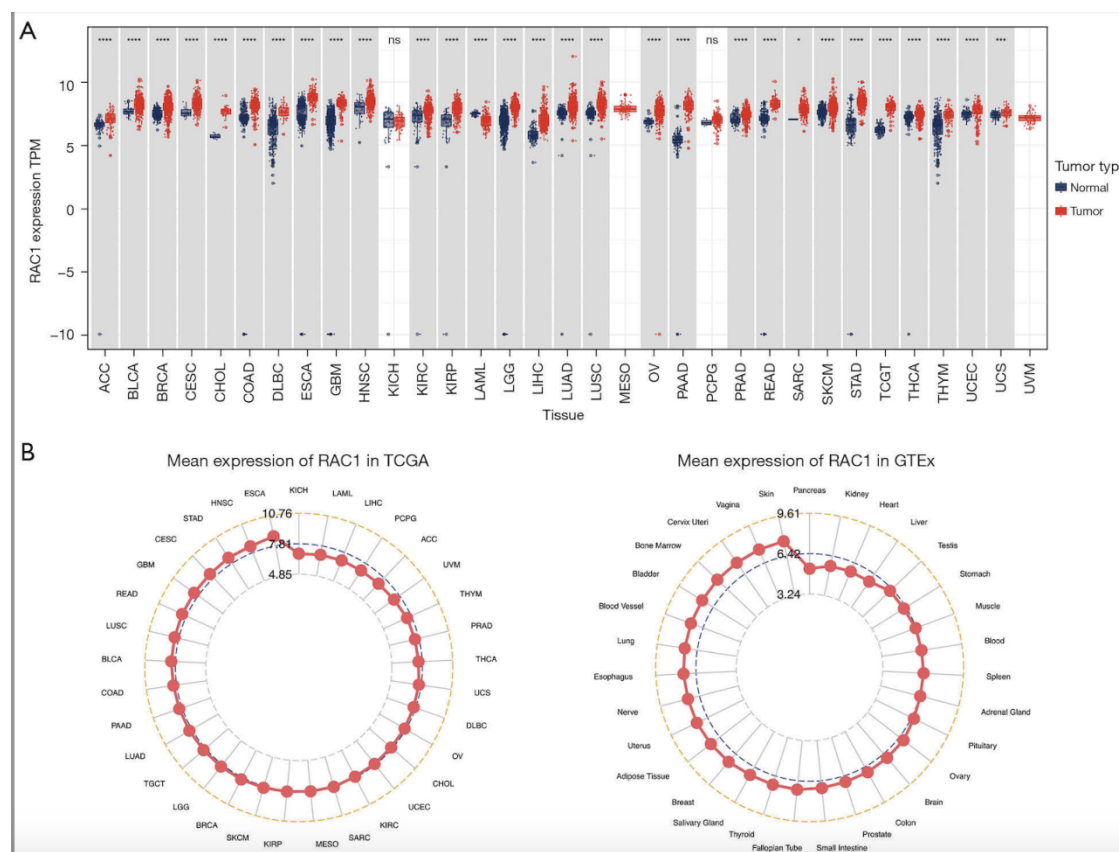 A
**** **** **** **** **** **** **** **** **** **** ns **** **** **** **** **** **** **** **** **** ns **** **** * **** **** **** **** **** **** ***
10
5
0
−5
−10
RAC1 expression TPM
ACC BLCA BRCA CESC CHOL COAD DLBC ESCA GBM HNSC KICH KIRC KIRP LAML LGG LIHC LUAD LUSC MESO OV PAAD PCPG PRAD READ SARC SKCM STAD TCGT THCA THYM UCEC UCS UVM
Tissue
Tumor typ
Normal
Tumor
B
Mean expression of RAC1 in TCGA
10.76
7.81
4.85
KICH
LAML
LIHC
PCPG
ACC
UVM
THYM
PRAD
THCA
UCS
DLBC
OV
CHOL
UCEC
KIRC
SARC
MESO
KIRP
SKCM
BRCA
LGG
TGCT
LUAD
PAAD
COAD
BLCA
LUSC
READ
GBM
CESC
STAD
HNSC
ESCA
Mean expression of RAC1 in GTEx
9.61
6.42
3.24
Pancreas
Kidney
Heart
Liver
Testis
Stomach
Muscle
Blood
Spleen
Adrenal Gland
Pituitary
Ovary
Brain
Colon
Prostate
Small Intestine
Fallopian Tube
Thyroid
Salivary Gland
Breast
Adipose Tissue
Uterus
Nerve
Esophagus
Lung
Blood Vessel
Bladder
Bone Marrow
Cervix Uteri
Vagina
Skin